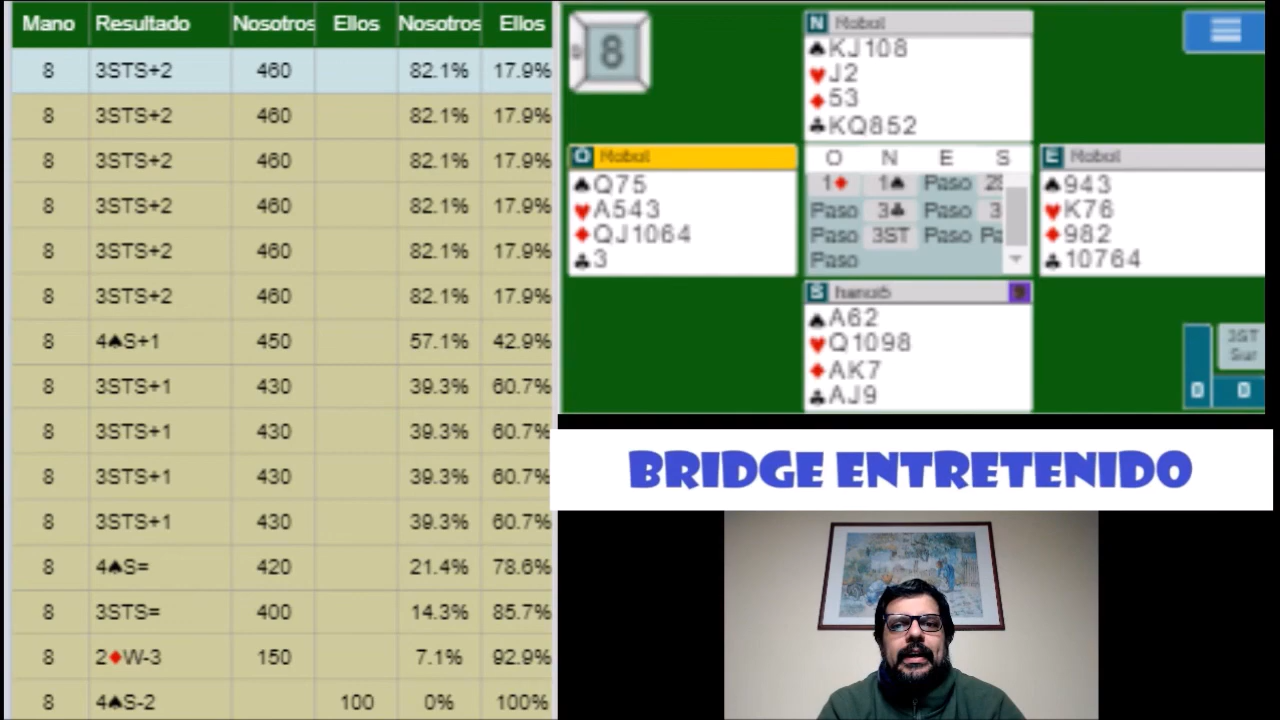 Mano Resultado Nosotros Ellos Nosotros Ellos
8 3STS+2 460 82.1% 17.9%
8 3STS+2 460 82.1% 17.9%
8 3STS+2 460 82.1% 17.9%
8 3STS+2 460 82.1% 17.9%
8 3STS+2 460 82.1% 17.9%
8 3STS+2 460 82.1% 17.9%
8 4♠S+1 450 57.1% 42.9%
8 3STS+1 430 39.3% 60.7%
8 3STS+1 430 39.3% 60.7%
8 3STS+1 430 39.3% 60.7%
8 3STS+1 430 39.3% 60.7%
8 4♠S= 420 21.4% 78.6%
8 3STS= 400 14.3% 85.7%
8 2♦W-3 150 7.1% 92.9%
8 4♠S-2 100 0% 100%
8
N Robot
♠KJ108
♥J2
♦53
♣KQ852
O Robot
♠Q75
♥A543
♦QJ1064
♣3
O N E S
1♦ 1♠ Paso
Paso 3♣ Paso 3
Paso 3ST Paso Pa
Paso
E Robot
♠943
♥K76
♦982
♣10764
S
♠A62
♥Q1098
♦AK7
♣AJ9
3ST
Sur
0 0
BRIDGE ENTRETENIDO